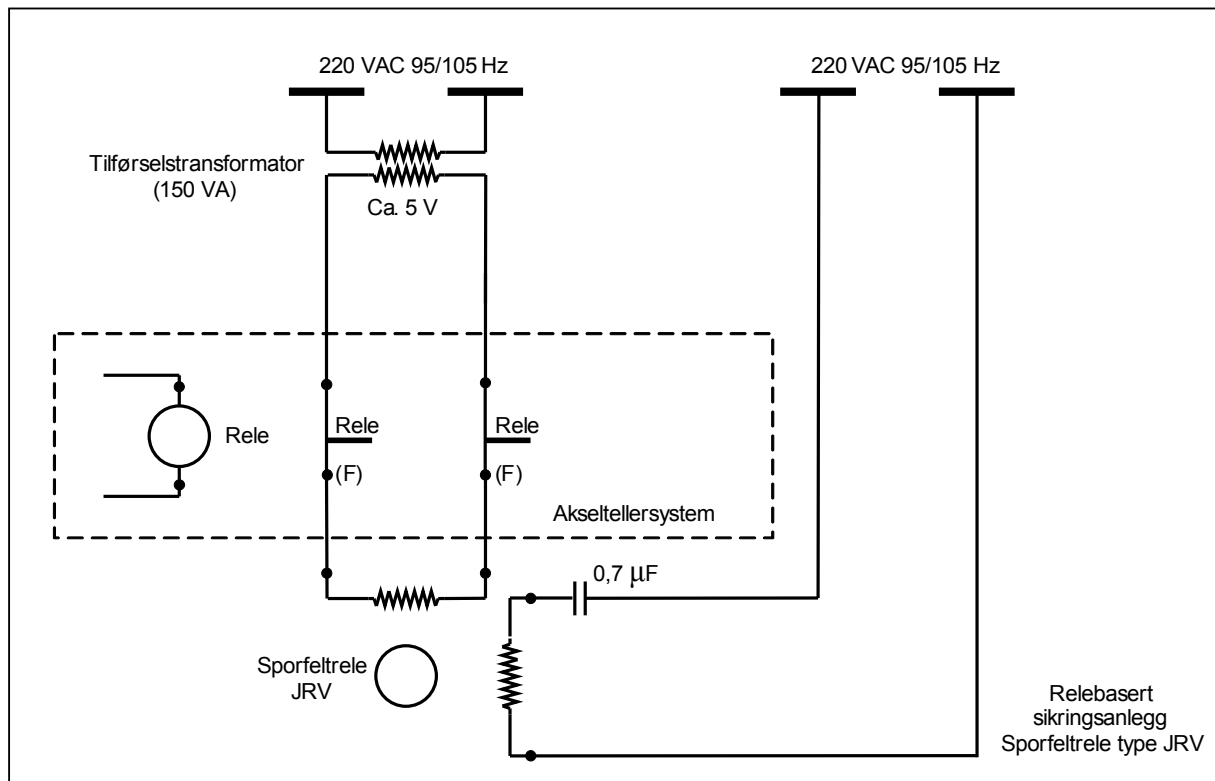 220 VAC 95/105 Hz
220 VAC 95/105 Hz
Tilførselstransformator
(150 VA)
Ca. 5 V
Rele
Rele
Rele
(F)
(F)
Akseltellersystem
0,7 μF
Sporfeltrele
JRV
Relebasert
sikringsanlegg
Sporfeltrele type JRV